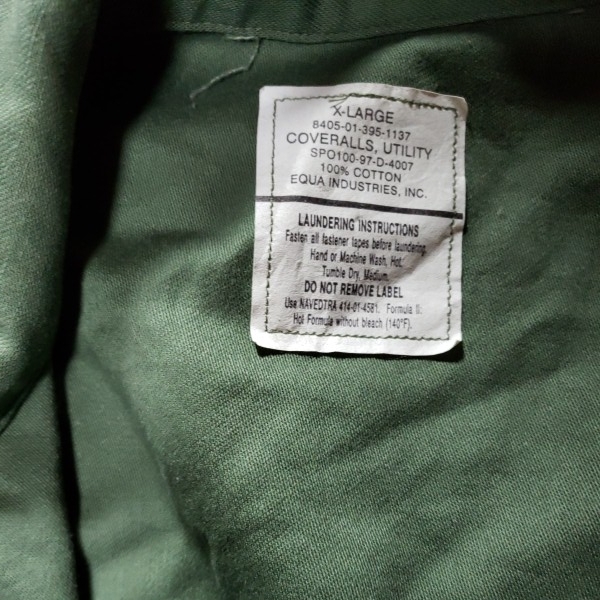 X-LARGE
8405-01-395-1137
COVERALLS, UTILITY
SPO100-97-D-4007
100% COTTON
EQUA INDUSTRIES, INC.
LAUNDERING INSTRUCTIONS
Fasten all fastener tapes before laundering.
Hand or Machine Wash, Hot.
Tumble Dry, Medium.
DO NOT REMOVE LABEL
Use NAVEDTRA 414-01-4581. Formula II:
Hot Formula without bleach (140°F).